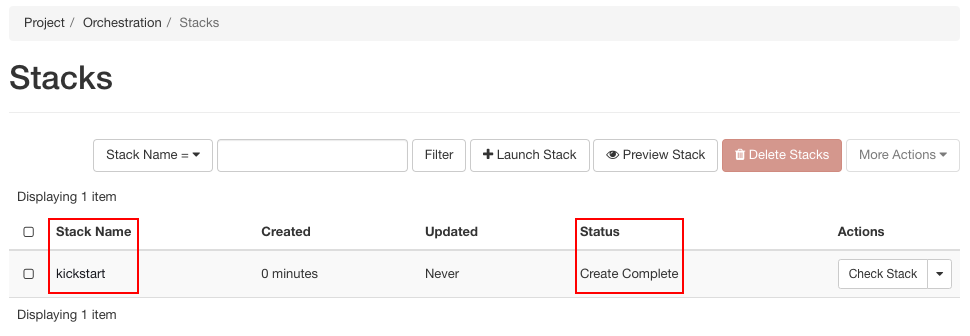 Project / Orchestration / Stacks
Stacks
Stack Name = Filter Launch Stack Preview Stack Delete Stacks More Actions
Displaying 1 item
Stack Name Created Updated Status Actions
kickstart 0 minutes Never Create Complete Check Stack
Displaying 1 item